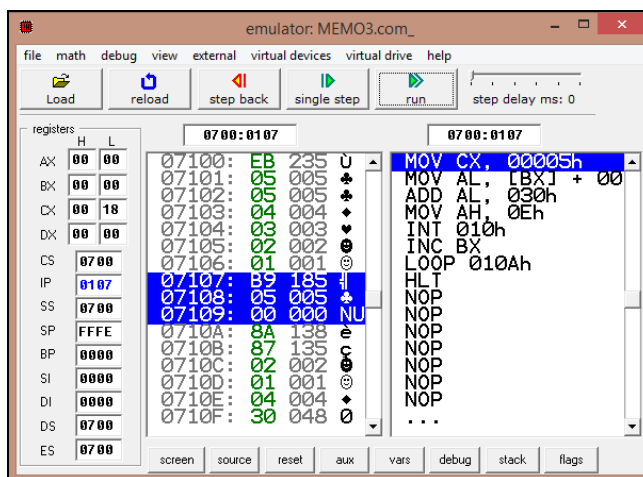 emulator: MEMO3.com_
file math debug view external virtual devices virtual drive help
Load reload step back single step run step delay ms: 0
registers
H L
AX 00 00
BX 00 00
CX 00 18
DX 00 00
CS 0700
IP 0107
SS 0700
SP FFFE
BP 0000
SI 0000
DI 0000
DS 0700
ES 0700
0700:0107
07100: EB 235 Ù
07101: 05 005 ♣
07102: 05 005 ♣
07103: 04 004 ♦
07104: 03 003 ♥
07105: 02 002 ☻
07106: 01 001 ☺
07107: B9 185 ╣
07108: 05 005 ♣
07109: 00 000 NU
0710A: 8A 138 è
0710B: 87 135 ç
0710C: 02 002 ☻
0710D: 01 001 ☺
0710E: 04 004 ♦
0710F: 30 048 0
0700:0107
MOV CX, 00005h
MOV AL, [BX] + 00
ADD AL, 030h
MOV AH, 0Eh
INT 010h
INC BX
LOOP 010Ah
HLT
NOP
NOP
NOP
NOP
NOP
NOP
NOP
...
screen source reset aux vars debug stack flags